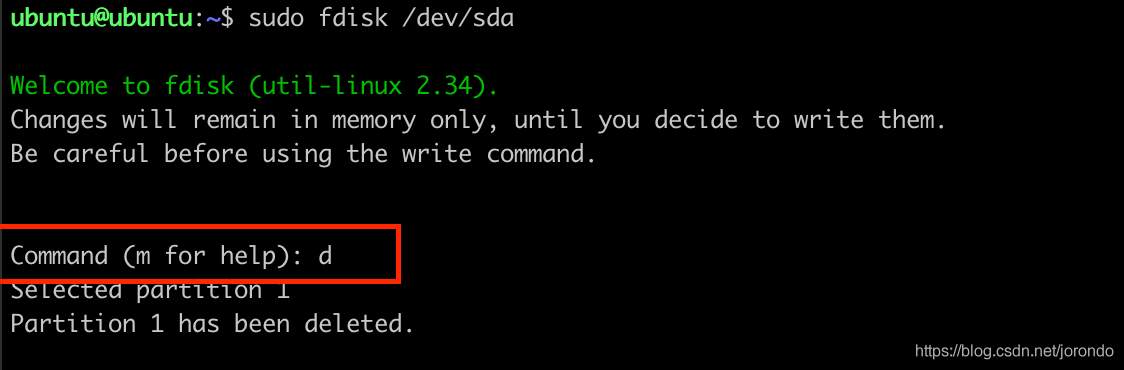 ubuntu@ubuntu:~$ sudo fdisk /dev/sda
Welcome to fdisk (util-linux 2.34).
Changes will remain in memory only, until you decide to write them.
Be careful before using the write command.
Command (m for help): d
Selected partition 1
Partition 1 has been deleted.
https://blog.csdn.net/jorondo